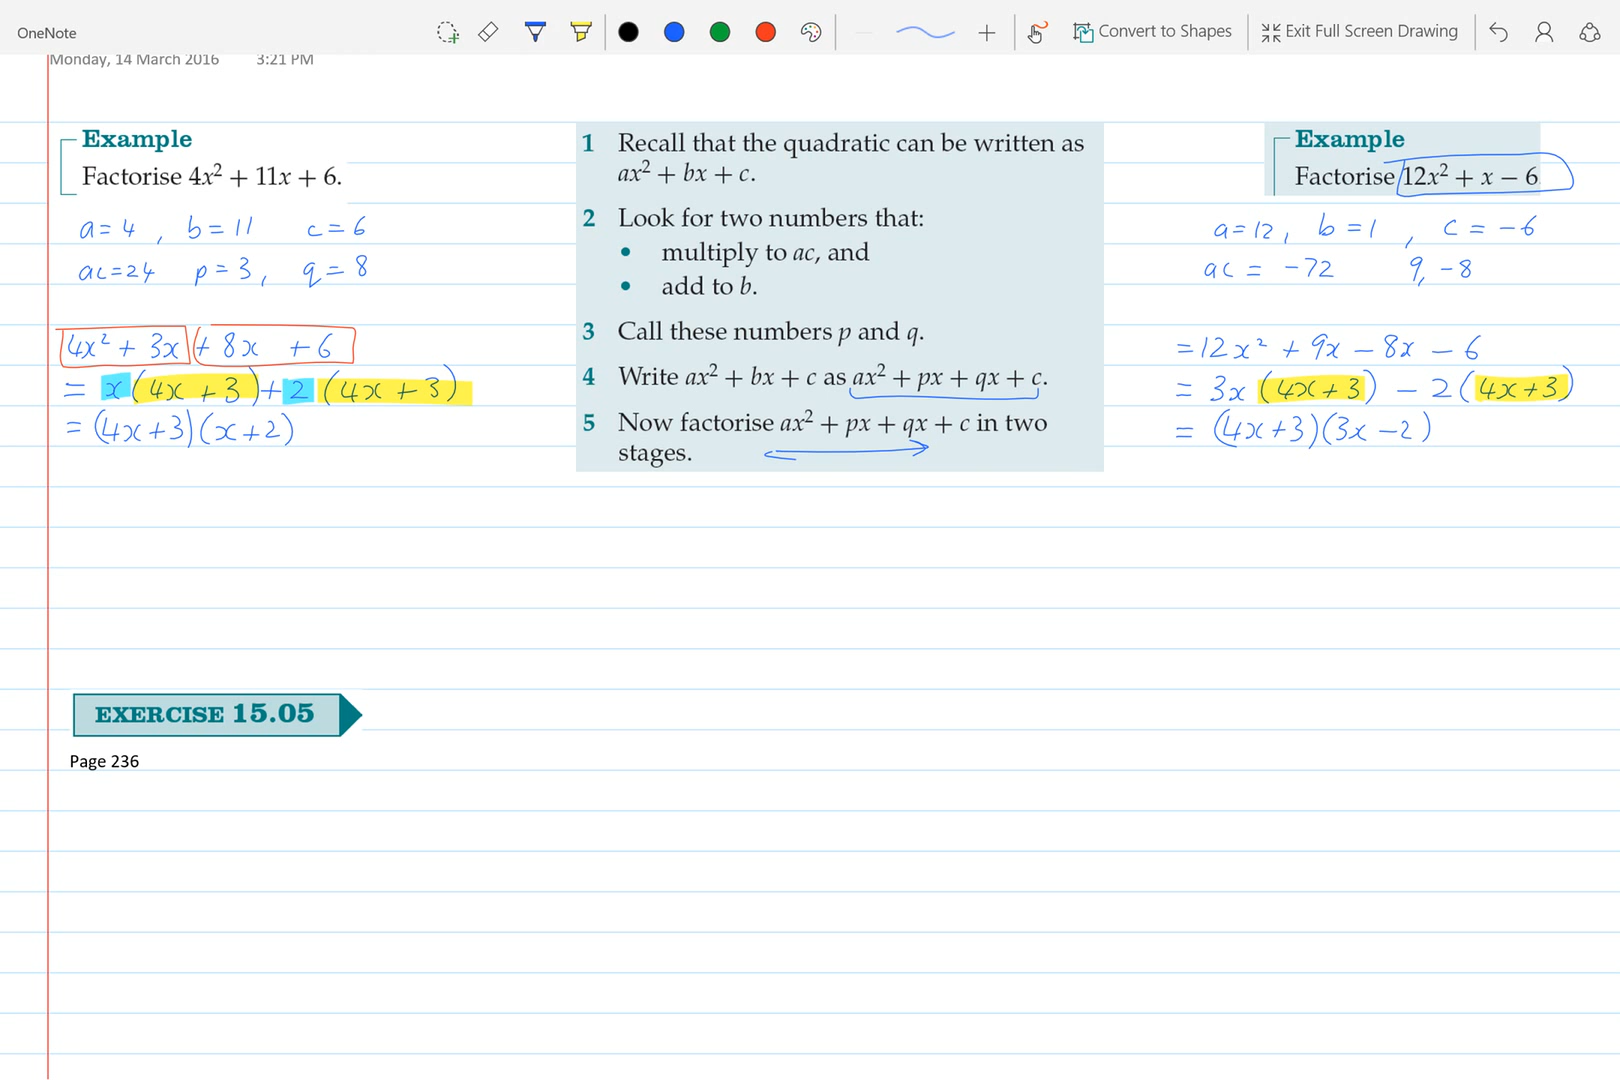 OneNote
Convert to Shapes
Exit Full Screen Drawing
Monday, 14 March 2016 3:21 PM
Example
Factorise 4x² + 11x + 6.
a = 4 , b = 11 c = 6
ac = 24 p = 3 , q = 8
4x² + 3x + 8x + 6
= x (4x + 3) + 2 (4x + 3)
= (4x + 3)(x + 2)
1 Recall that the quadratic can be written as
ax² + bx + c.
2 Look for two numbers that:
• multiply to ac, and
• add to b.
3 Call these numbers p and q.
4 Write ax² + bx + c as ax² + px + qx + c.
5 Now factorise ax² + px + qx + c in two
stages.
Example
Factorise 12x² + x − 6
a = 12 , b = 1 , c = −6
ac = −72 9, −8
= 12x² + 9x − 8x − 6
= 3x (4x + 3) − 2 (4x + 3)
= (4x + 3)(3x − 2)
EXERCISE 15.05
Page 236